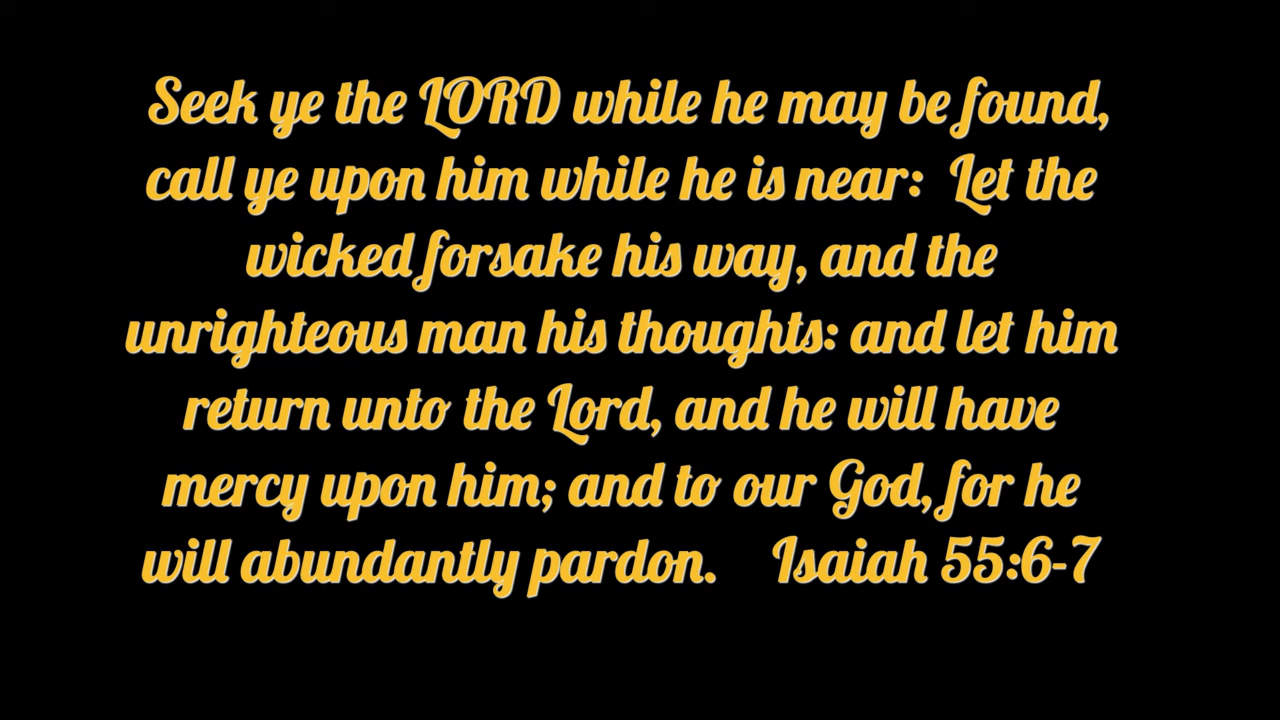 Seek ye the LORD while he may be found,
call ye upon him while he is near:  Let the
wicked forsake his way, and the
unrighteous man his thoughts: and let him
return unto the Lord, and he will have
mercy upon him; and to our God, for he
will abundantly pardon.    Isaiah 55:6-7